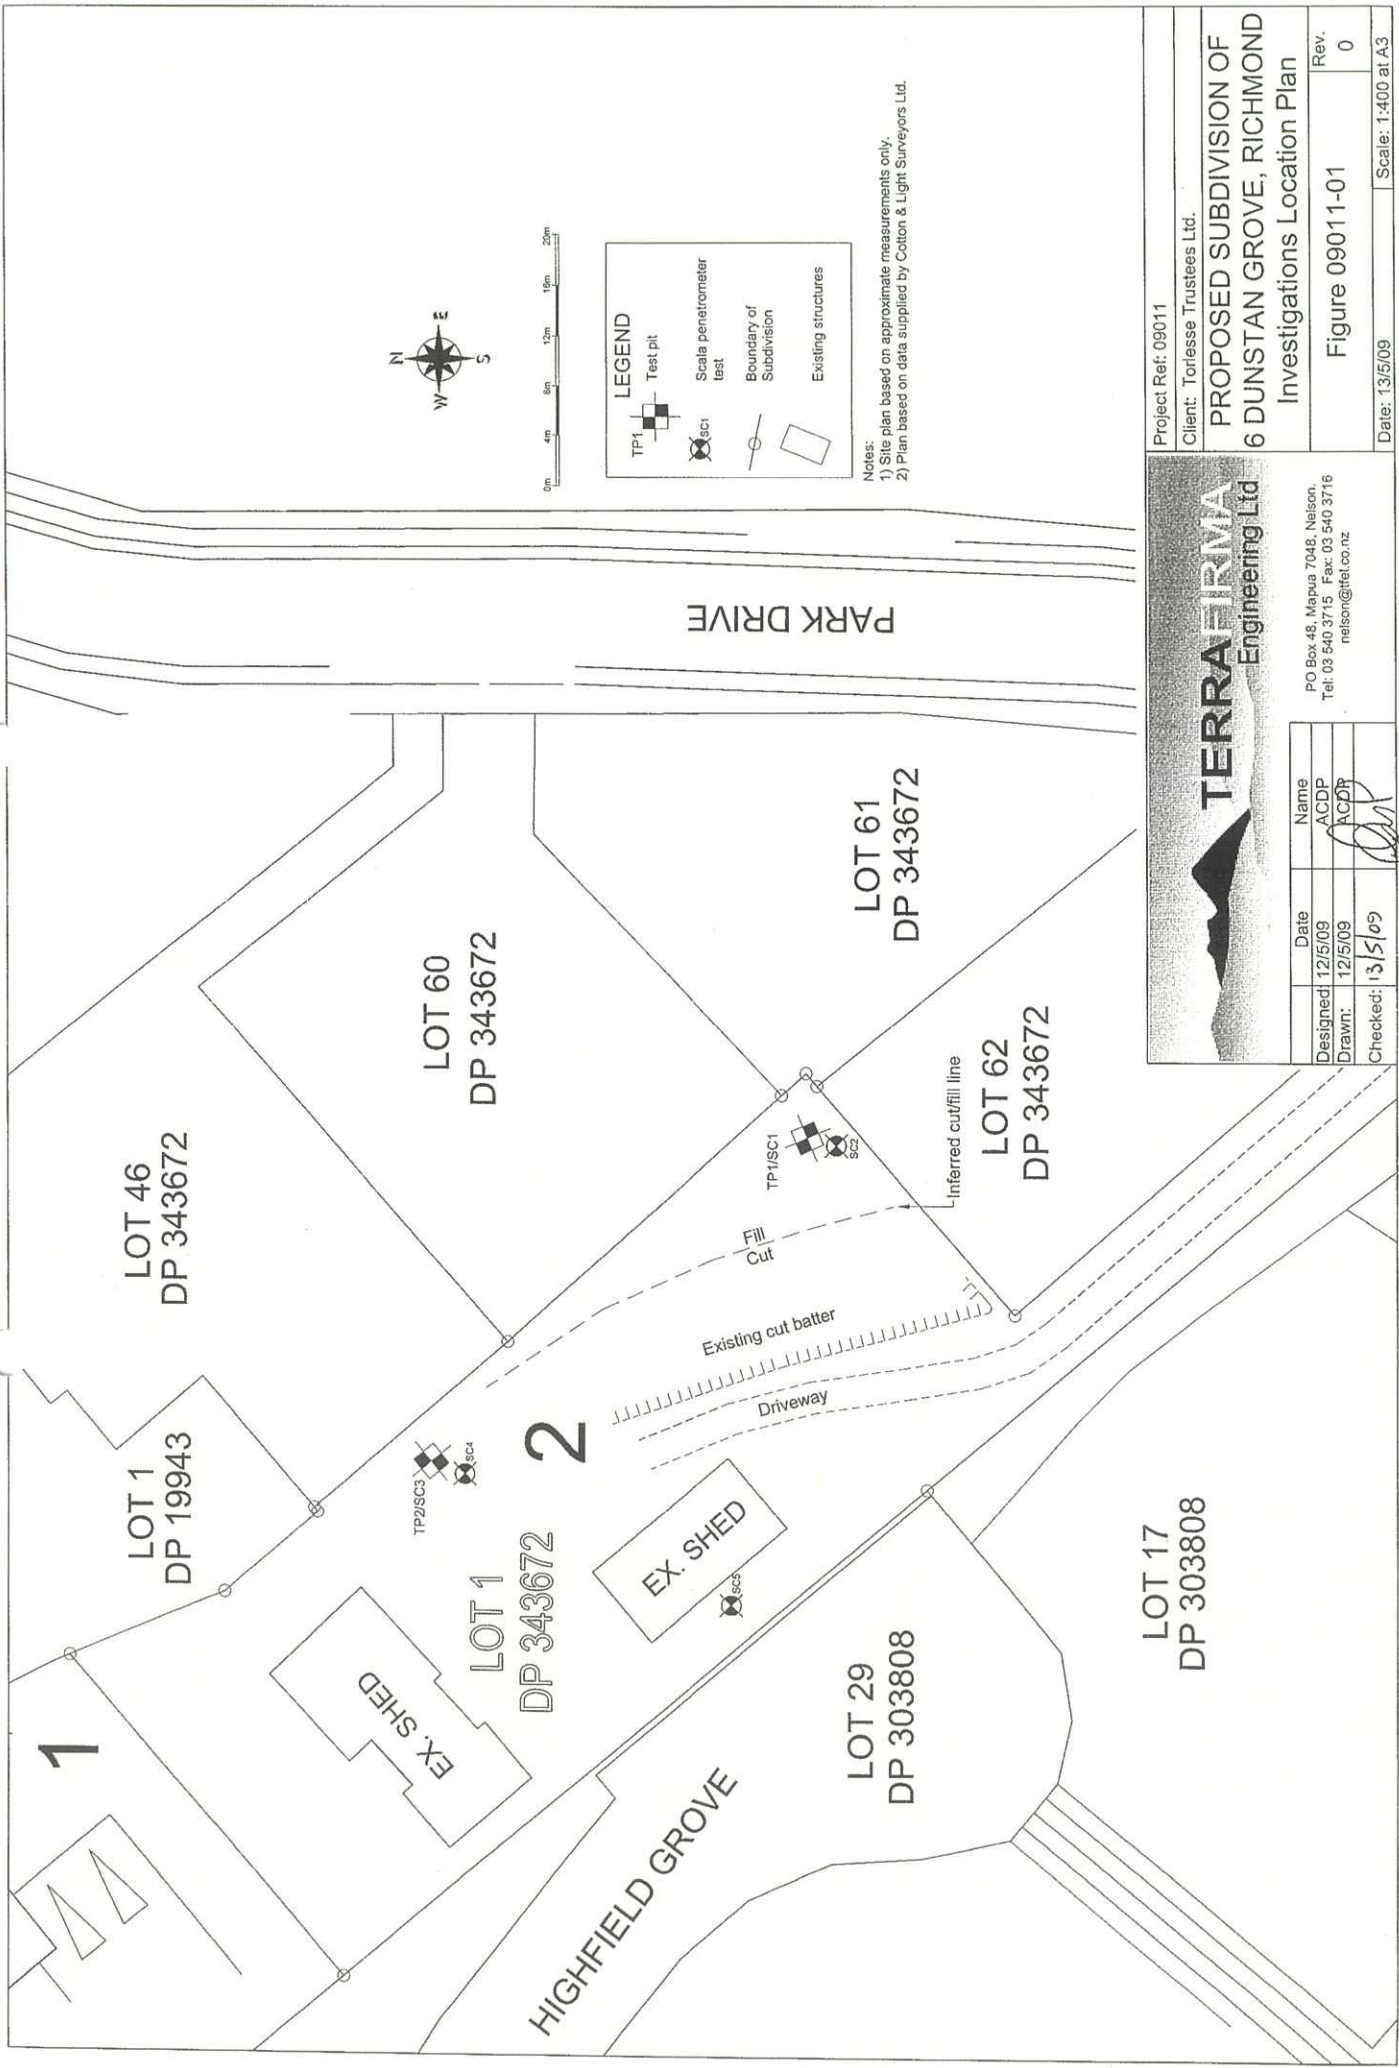 1
LOT 1
DP 19943
LOT 46
DP 343672
LOT 60
DP 343672
LOT 61
DP 343672
LOT 62
DP 343672
PARK DRIVE
EX. SHED
LOT 1
DP 343672
2
EX. SHED
TP2/SC3
SC4
SC5
TP1/SC1
SC2
Fill
Cut
Inferred cut/fill line
Existing cut batter
Driveway
HIGHFIELD GROVE
LOT 29
DP 303808
LOT 17
DP 303808
N
W
E
S
0m 4m 8m 12m 16m 20m
LEGEND
TP1
Test pit
SC1
Scala penetrometer
test
Boundary of
Subdivision
Existing structures
Notes:
1) Site plan based on approximate measurements only.
2) Plan based on data supplied by Cotton & Light Surveyors Ltd.
TERRAFIRMA
Engineering Ltd
PO Box 48, Mapua 7048, Nelson.
Tel: 03 540 3715 Fax: 03 540 3716
nelson@tfel.co.nz
Date Name
Designed: 12/5/09 ACDP
Drawn: 12/5/09 ACDP
Checked: 13/5/09
Project Ref: 09011
Client: Torlesse Trustees Ltd.
PROPOSED SUBDIVISION OF
6 DUNSTAN GROVE, RICHMOND
Investigations Location Plan
Figure 09011-01
Rev.
0
Date: 13/5/09
Scale: 1:400 at A3